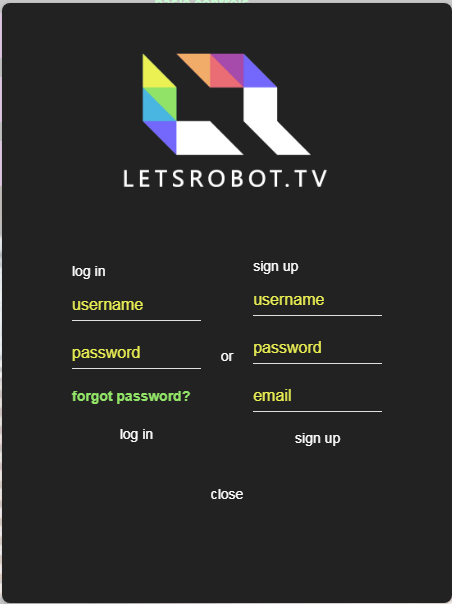 LETSROBOT.TV
log in
username
password
forgot password?
log in
or
sign up
username
password
email
sign up
close